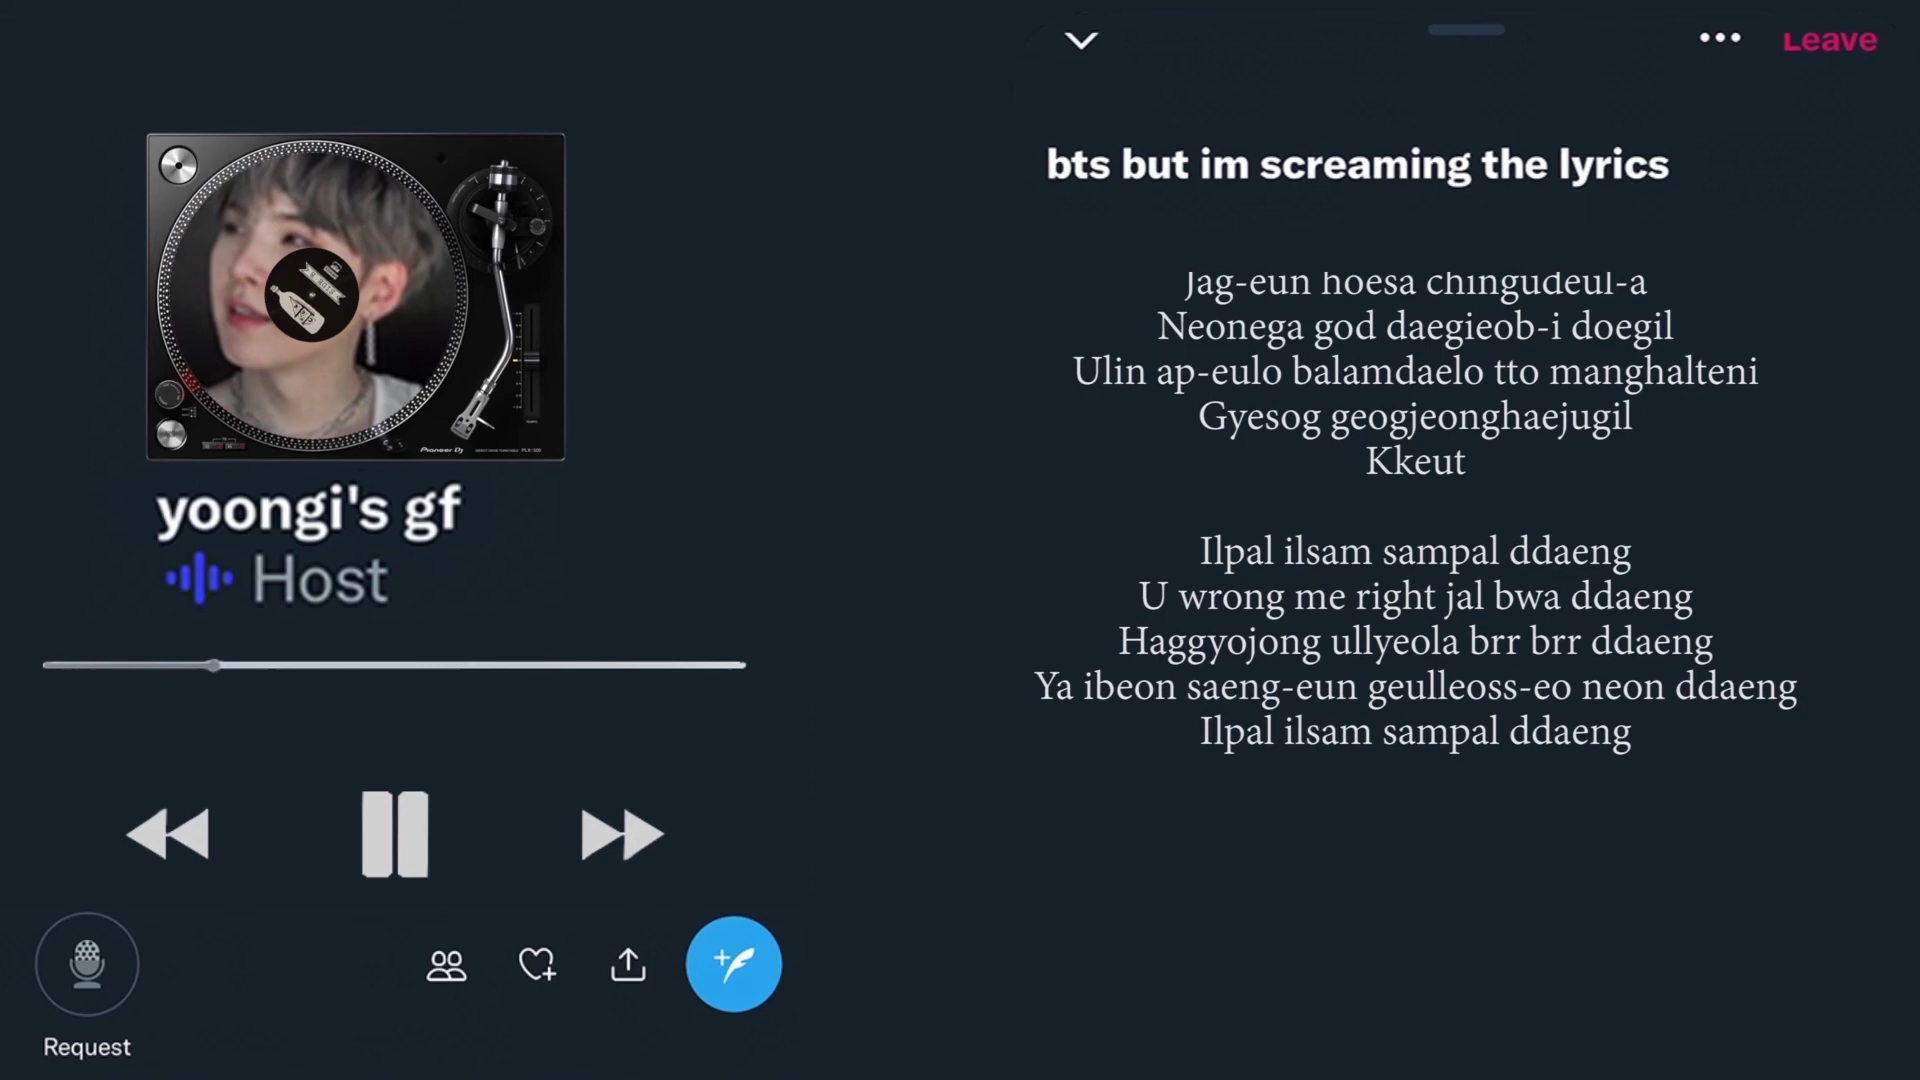 Leave
bts but im screaming the lyrics
Jag-eun hoesa chingudeul-a
Neonega god daegieob-i doegil
Ulin ap-eulo balamdaelo tto manghalteni
Gyesog geogjeonghaejugil
Kkeut
Ilpal ilsam sampal ddaeng
U wrong me right jal bwa ddaeng
Haggyojong ullyeola brr brr ddaeng
Ya ibeon saeng-eun geulleoss-eo neon ddaeng
Ilpal ilsam sampal ddaeng
Pioneer Dj
yoongi's gf
Host
Request